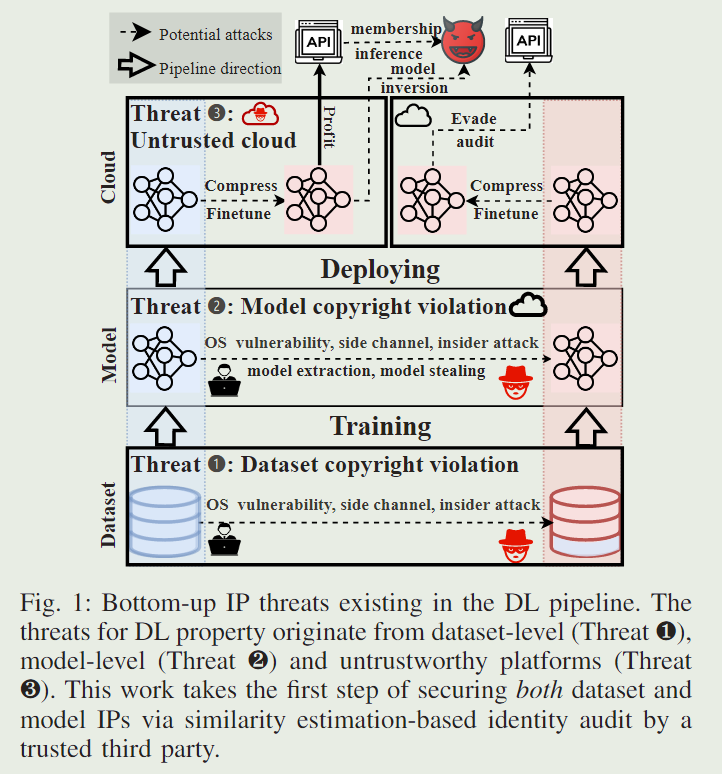 Potential attacks
Pipeline direction
API
membership
inference
model
inversion
API
Threat ❸:
Untrusted cloud
Profit
Evade
audit
Compress
Finetune
Compress
Finetune
Cloud
Deploying
Threat ❷: Model copyright violation
OS vulnerability, side channel, insider attack
model extraction, model stealing
Model
Training
Threat ❶: Dataset copyright violation
OS vulnerability, side channel, insider attack
Dataset
Fig. 1: Bottom-up IP threats existing in the DL pipeline. The
threats for DL property originate from dataset-level (Threat ❶),
model-level (Threat ❷) and untrustworthy platforms (Threat
❸). This work takes the first step of securing both dataset and
model IPs via similarity estimation-based identity audit by a
trusted third party.